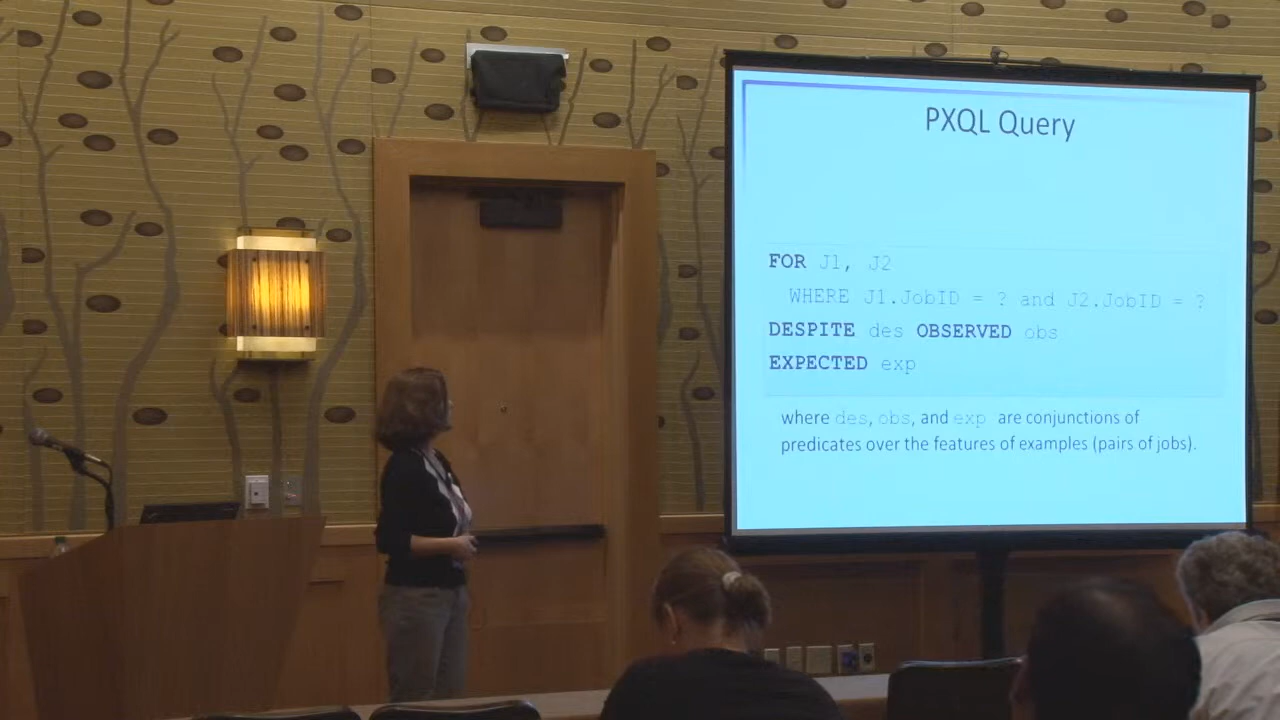 PXQL Query
FOR J1, J2
WHERE J1.JobID = ? and J2.JobID = ?
DESPITE des OBSERVED obs
EXPECTED exp
where des, obs, and exp are conjunctions of
predicates over the features of examples (pairs of jobs).